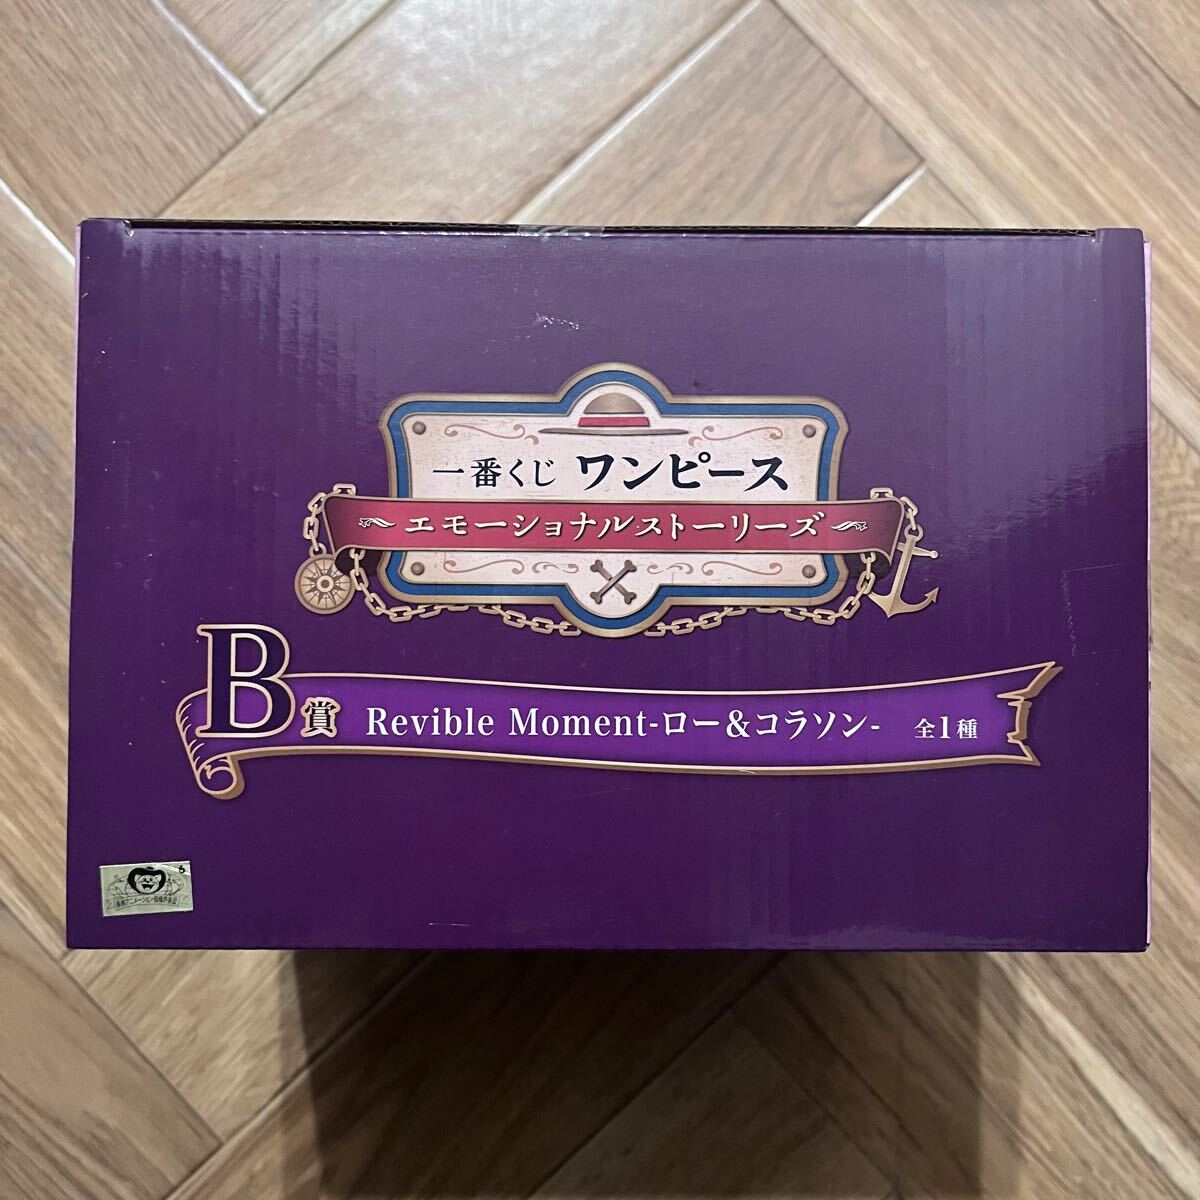 一番くじ ワンピース
～エモーショナルストーリーズ～
B賞 Revible Moment-ロー&コラソン- 全1種